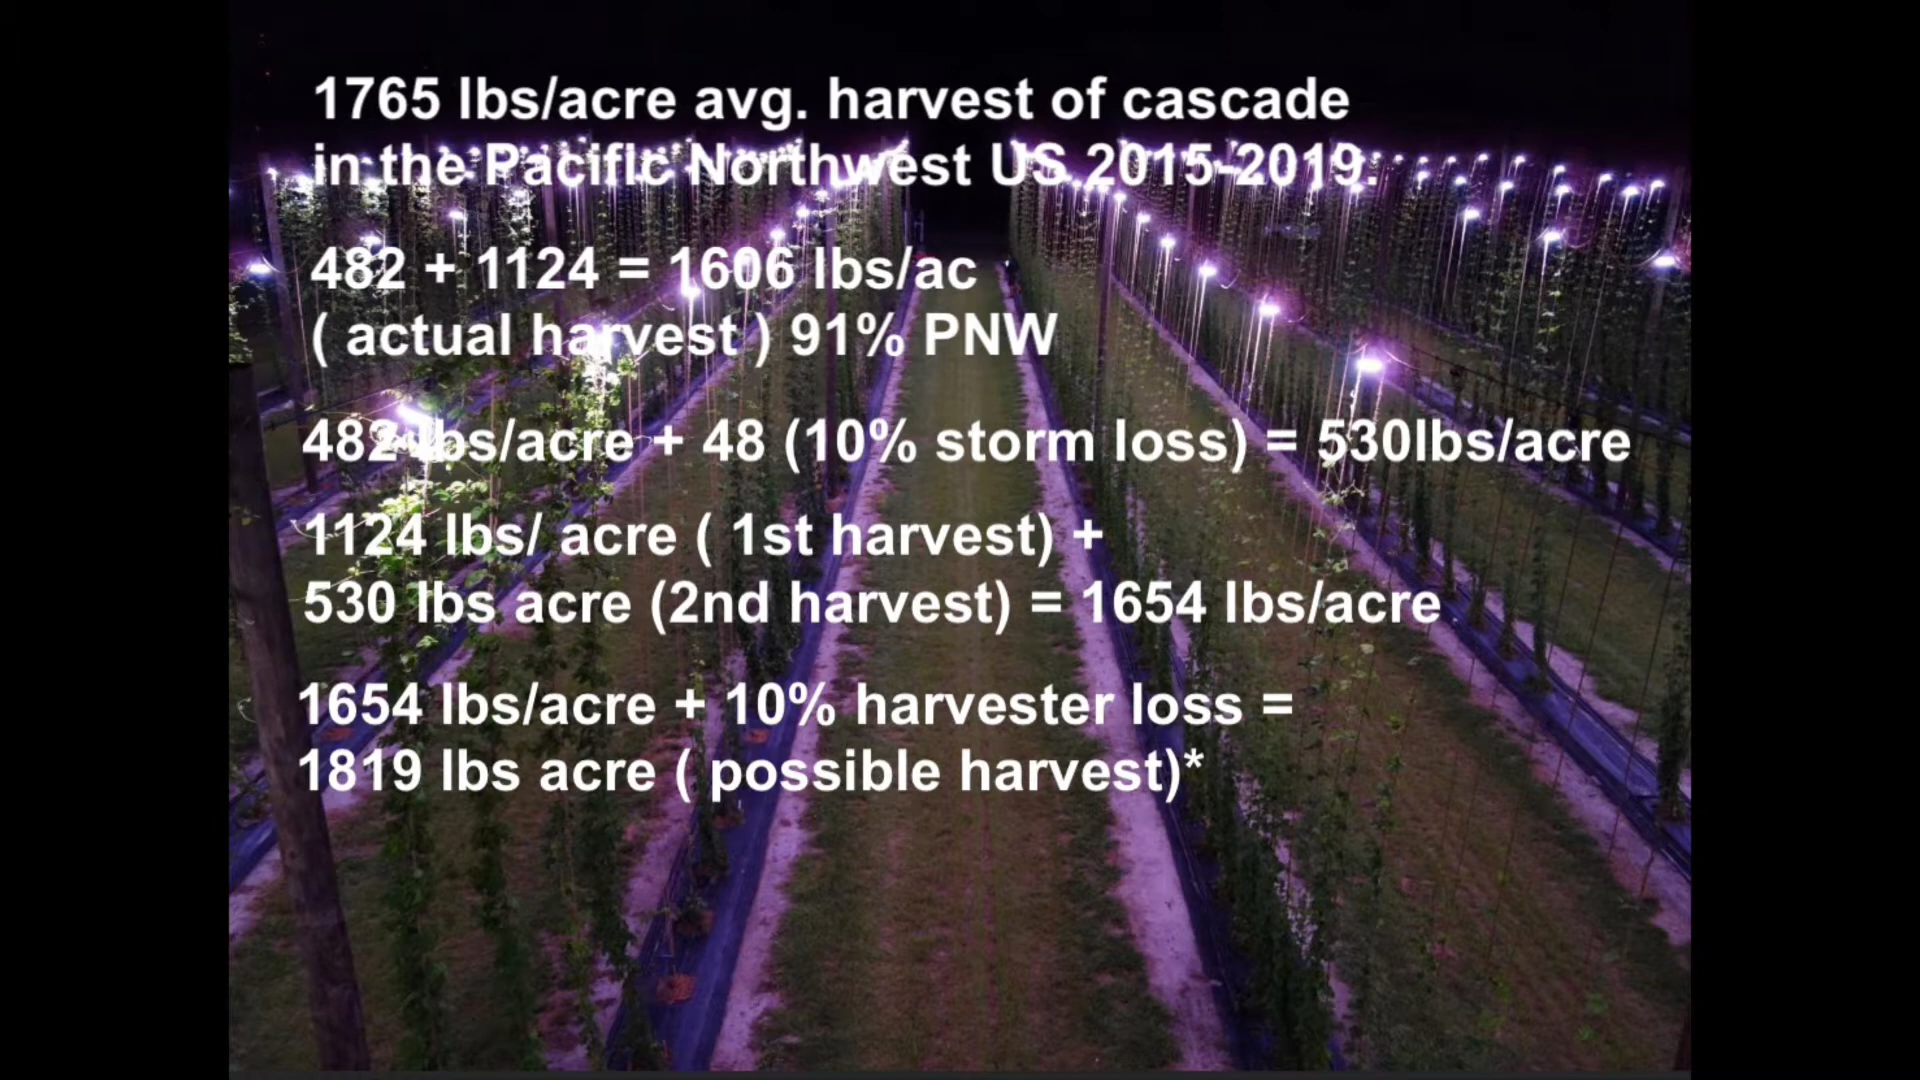 1765 lbs/acre avg. harvest of cascade
in the Pacific Northwest US 2015-2019.
482 + 1124 = 1606 lbs/ac
( actual harvest ) 91% PNW
482 lbs/acre + 48 (10% storm loss) = 530lbs/acre
1124 lbs/ acre ( 1st harvest) +
530 lbs acre (2nd harvest) = 1654 lbs/acre
1654 lbs/acre + 10% harvester loss =
1819 lbs acre ( possible harvest)*